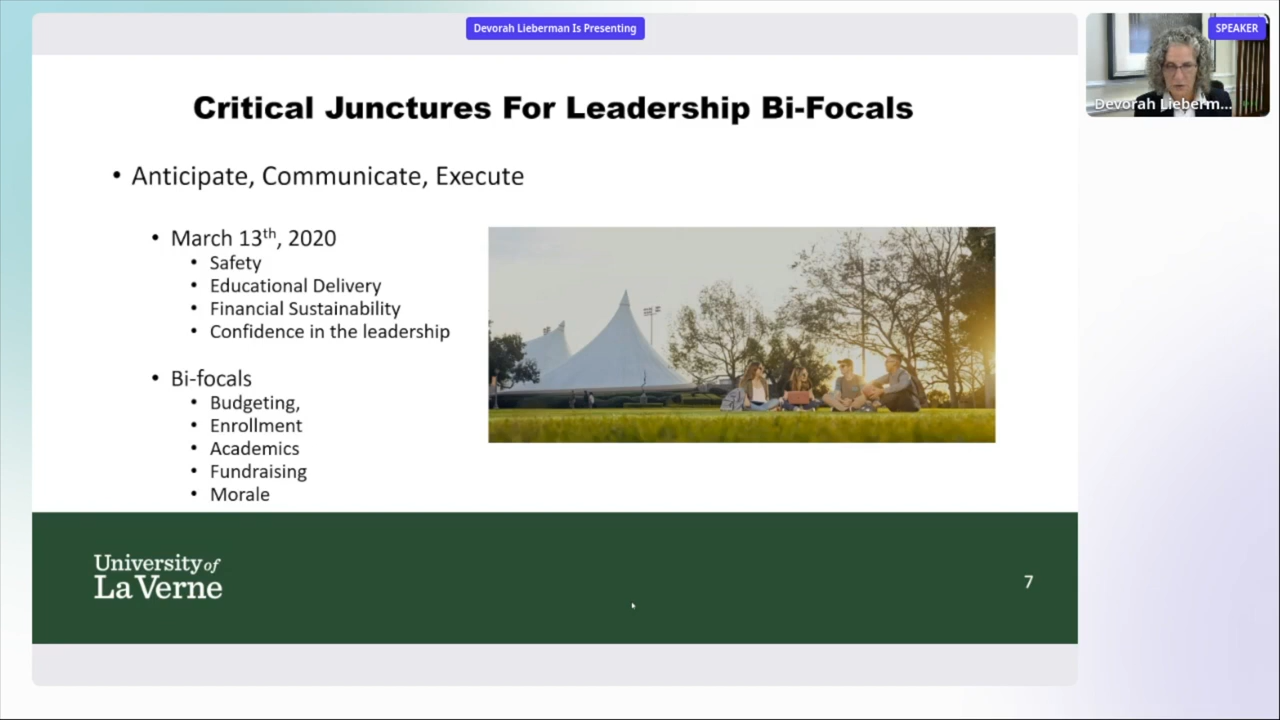 Devorah Lieberman Is Presenting
SPEAKER
Devorah Lieberm...
Critical Junctures For Leadership Bi-Focals
• Anticipate, Communicate, Execute
• March 13th, 2020
• Safety
• Educational Delivery
• Financial Sustainability
• Confidence in the leadership
• Bi-focals
• Budgeting,
• Enrollment
• Academics
• Fundraising
• Morale
University of
La Verne
7